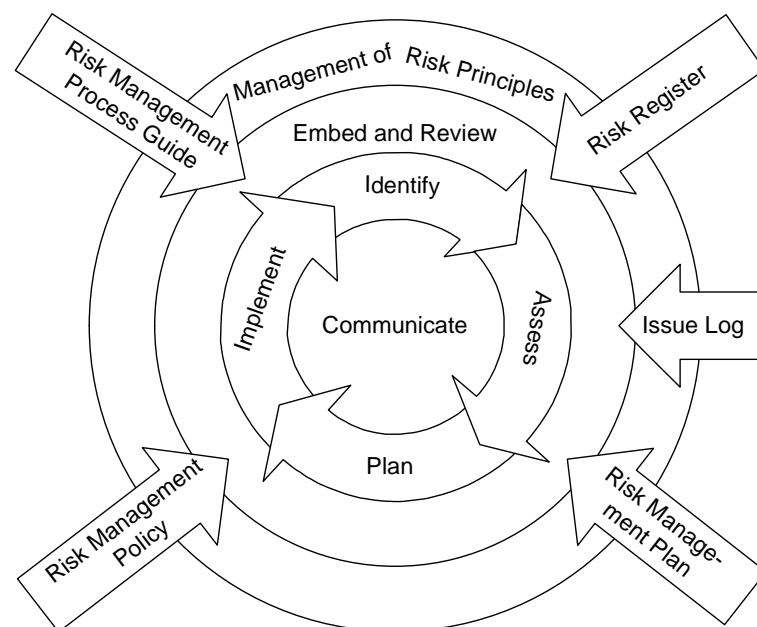 Risk Management
Process Guide
Management of Risk Principles
Risk Register
Embed and Review
Identify
Implement
Communicate
Assess
Issue Log
Plan
Risk Management
Policy
Risk Manage-
ment Plan